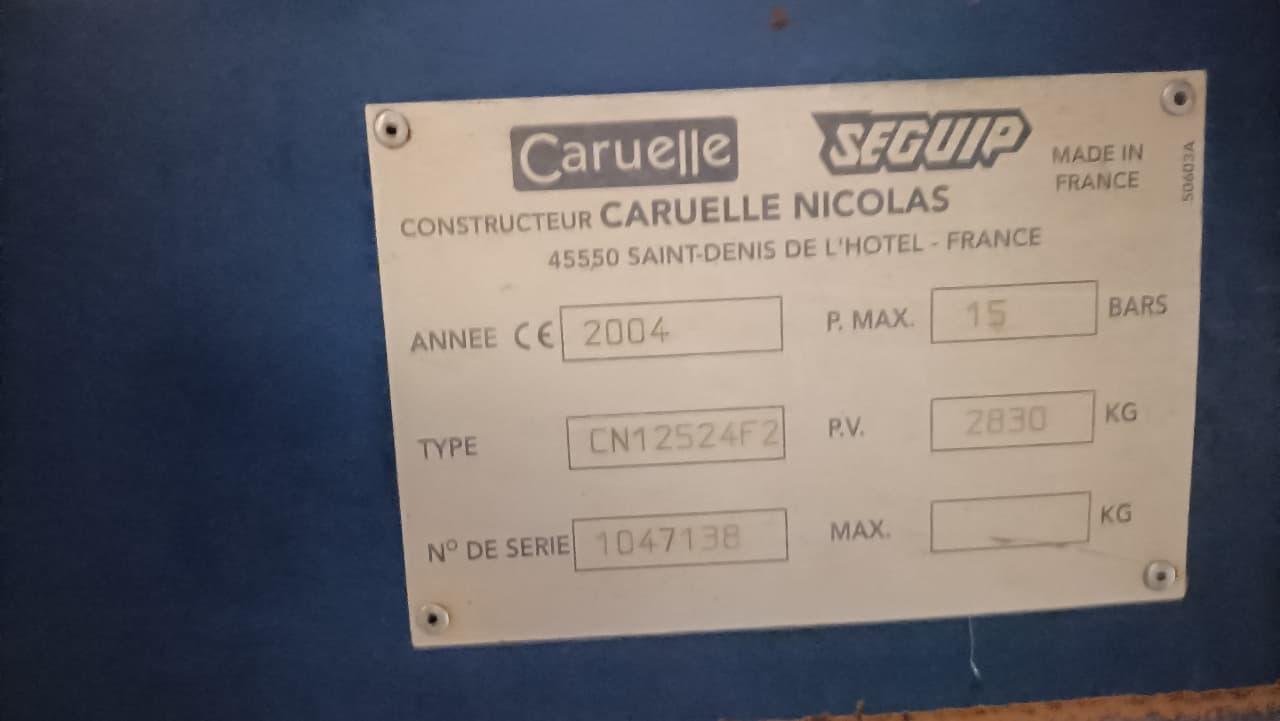 Caruelle SEGUIP MADE IN FRANCE
50603A
CONSTRUCTEUR CARUELLE NICOLAS
45550 SAINT-DENIS DE L'HOTEL - FRANCE
ANNEE CE 2004 P. MAX. 15 BARS
TYPE CN12524F2 P.V. 2830 KG
N° DE SERIE 1047138 MAX. KG